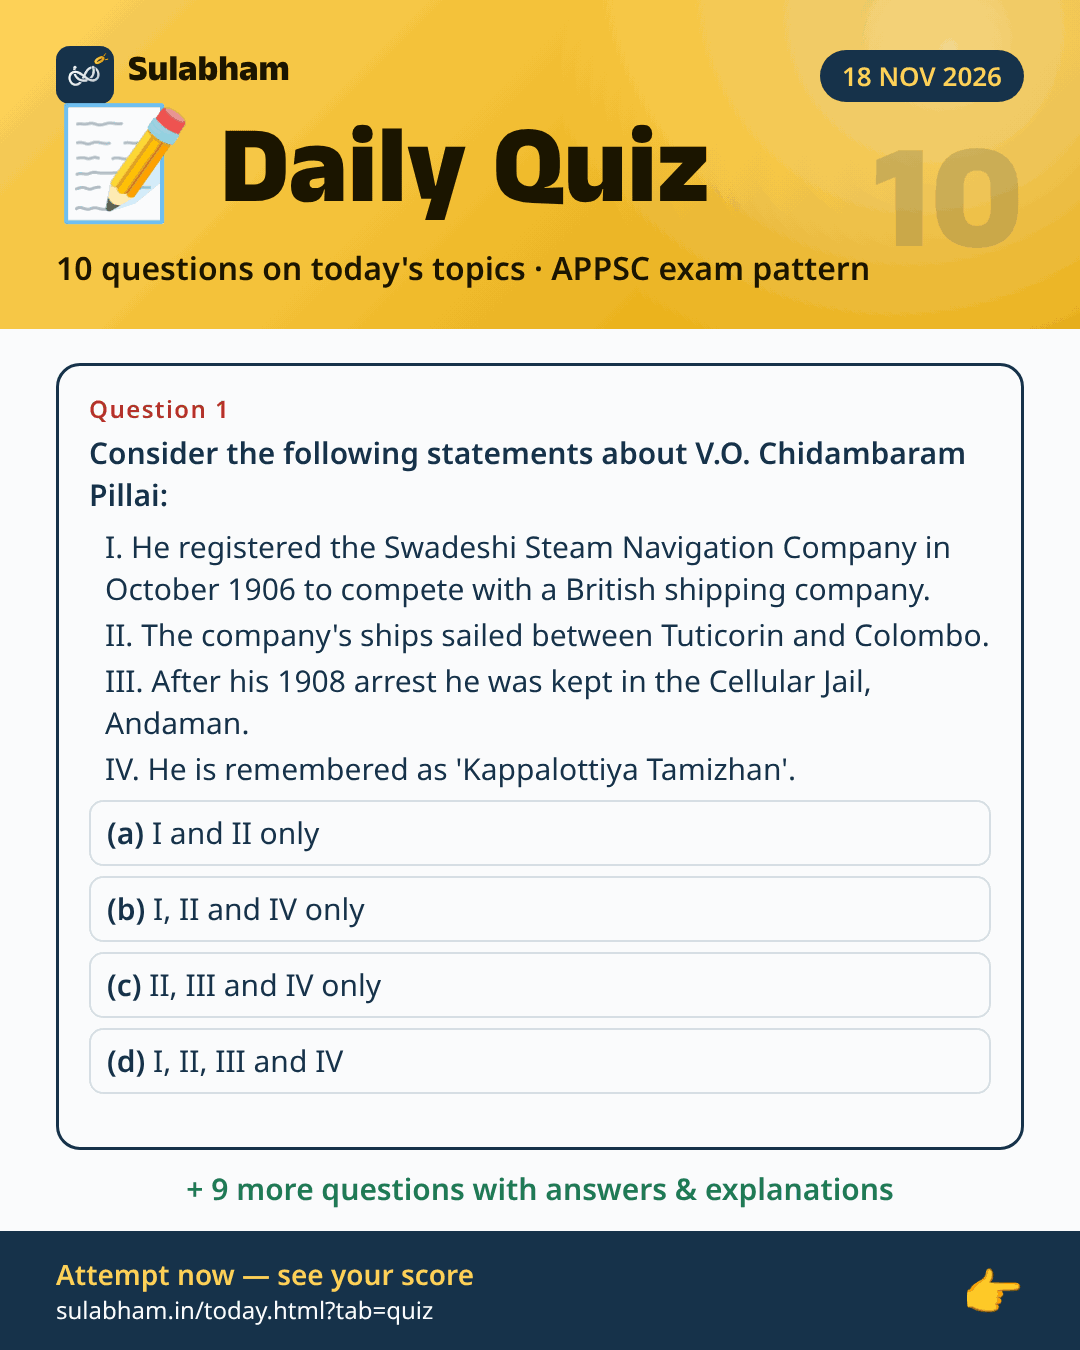 Sulabham
18 NOV 2026
Daily Quiz
10
10 questions on today's topics · APPSC exam pattern
Question 1
Consider the following statements about V.O. Chidambaram
Pillai:
I. He registered the Swadeshi Steam Navigation Company in
October 1906 to compete with a British shipping company.
II. The company's ships sailed between Tuticorin and Colombo.
III. After his 1908 arrest he was kept in the Cellular Jail,
Andaman.
IV. He is remembered as 'Kappalottiya Tamizhan'.
(a) I and II only
(b) I, II and IV only
(c) II, III and IV only
(d) I, II, III and IV
+ 9 more questions with answers & explanations
Attempt now — see your score
sulabham.in/today.html?tab=quiz